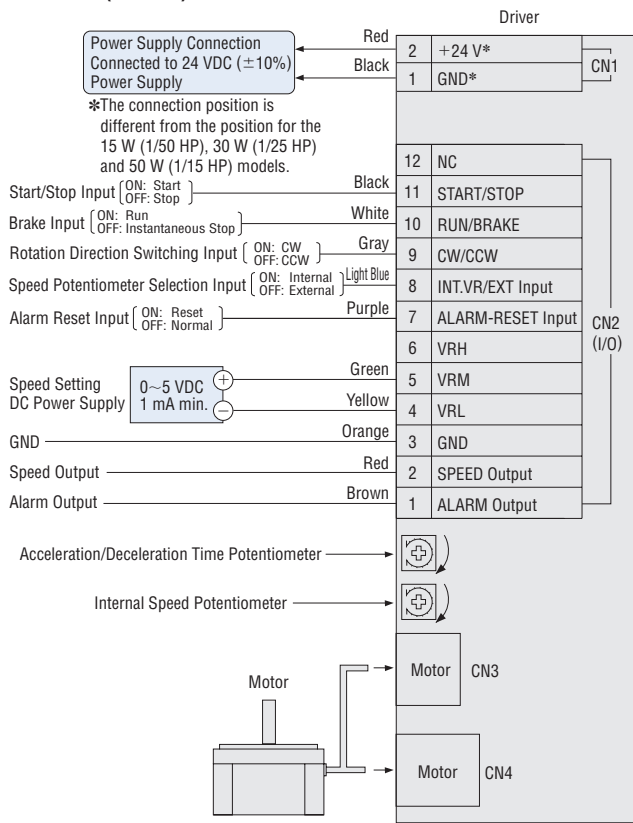 Driver
Power Supply Connection
Connected to 24 VDC (±10%)
Power Supply
Red
Black
2 +24 V*
1 GND*
CN1
*The connection position is
different from the position for the
15 W (1/50 HP), 30 W (1/25 HP)
and 50 W (1/15 HP) models.
12 NC
Start/Stop Input [ON: Start
OFF: Stop] Black 11 START/STOP
Brake Input [ON: Run
OFF: Instantaneous Stop] White 10 RUN/BRAKE
Rotation Direction Switching Input [ON: CW
OFF: CCW] Gray 9 CW/CCW
Speed Potentiometer Selection Input [ON: Internal
OFF: External] Light Blue 8 INT.VR/EXT Input
Alarm Reset Input [ON: Reset
OFF: Normal] Purple 7 ALARM-RESET Input
CN2
(I/O)
6 VRH
Speed Setting
DC Power Supply
0~5 VDC
1 mA min.
+
−
Green 5 VRM
Yellow 4 VRL
GND Orange 3 GND
Speed Output Red 2 SPEED Output
Alarm Output Brown 1 ALARM Output
Acceleration/Deceleration Time Potentiometer
Internal Speed Potentiometer
Motor
Motor CN3
Motor CN4